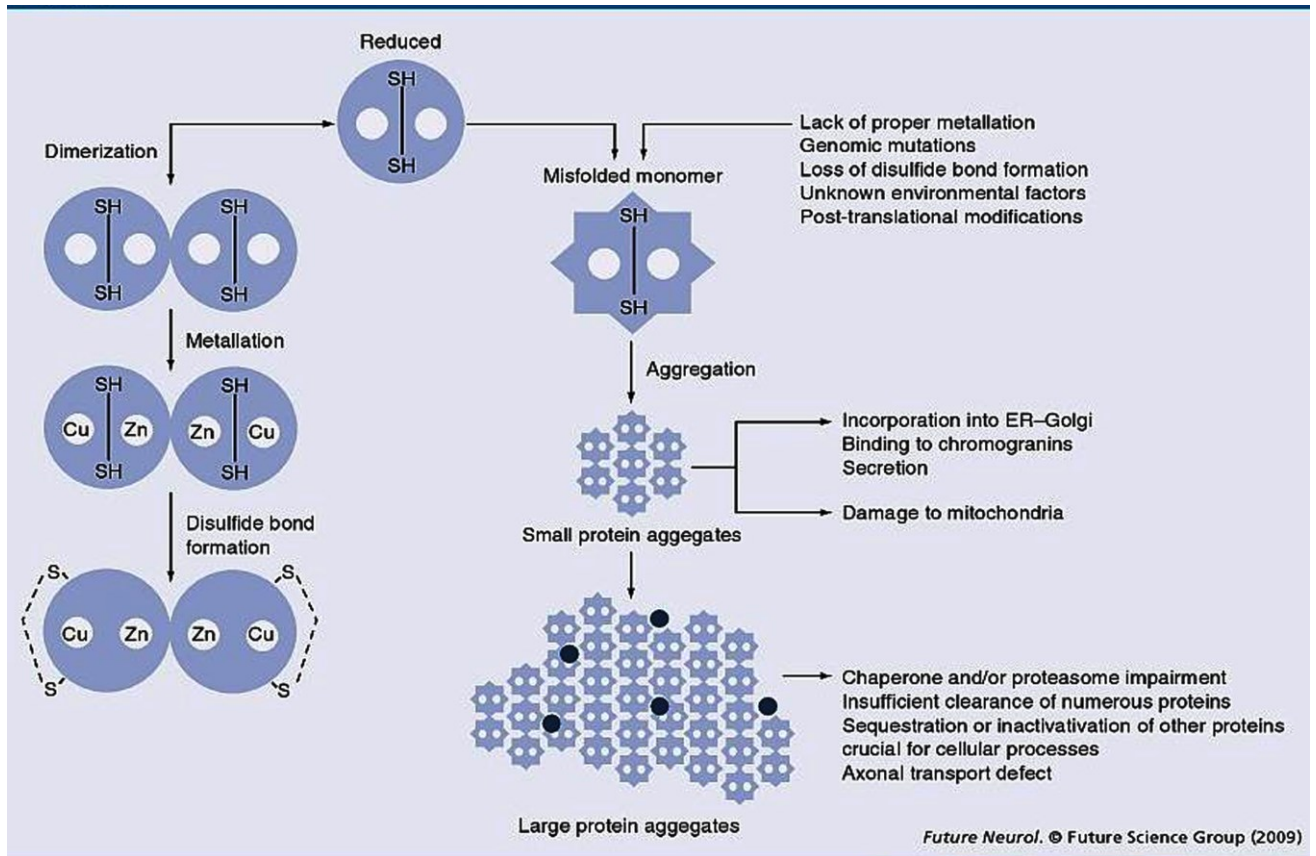 Reduced
SH
SH
Dimerization
SH
SH
SH
SH
Metallation
SH
SH
Cu
Zn
Zn
Cu
SH
SH
Disulfide bond
formation
S
S
Cu
Zn
Zn
Cu
S
S
Lack of proper metallation
Genomic mutations
Loss of disulfide bond formation
Unknown environmental factors
Post-translational modifications
Misfolded monomer
SH
SH
Aggregation
Incorporation into ER–Golgi
Binding to chromogranins
Secretion
Damage to mitochondria
Small protein aggegates
Chaperone and/or proteasome impairment
Insufficient clearance of numerous proteins
Sequestration or inactivativation of other proteins
crucial for cellular processes
Axonal transport defect
Large protein aggregates
Future Neurol. © Future Science Group (2009)